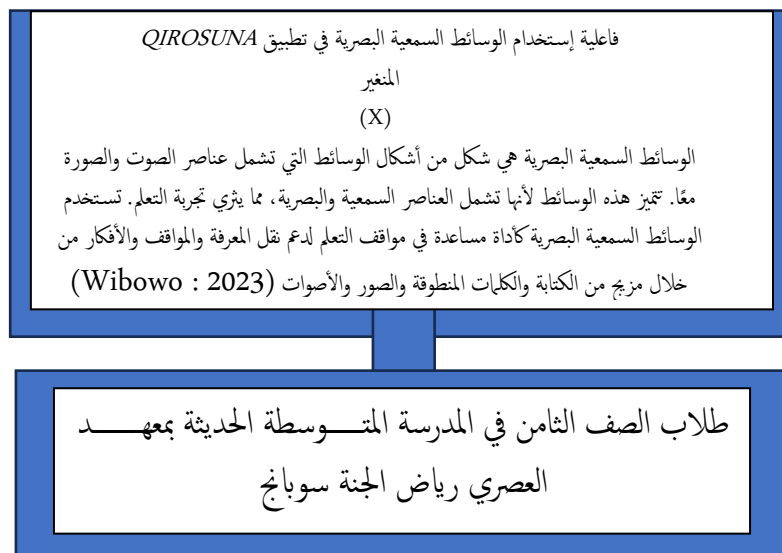 فاعلية إستخدام الوسائط السمعية البصرية في تطبيق QIROSUNA
المنغير
(X)
الوسائط السمعية البصرية هي شكل من أشكال الوسائط التي تشمل عناصر الصوت والصورة
معًا. تتميز هذه الوسائط لأنها تشمل العناصر السمعية والبصرية، مما يثري تجربة التعلم. تستخدم
الوسائط السمعية البصرية كأداة مساعدة في مواقف التعلم لدعم نقل المعرفة والمواقف والأفكار من
خلال مزيج من الكتابة والكلمات المنطوقة والصور والأصوات (Wibowo : 2023)
طلاب الصف الثامن في المدرسة المتـــوسطة الحديثة بمعهــــد
العصري رياض الجنة سوبانج